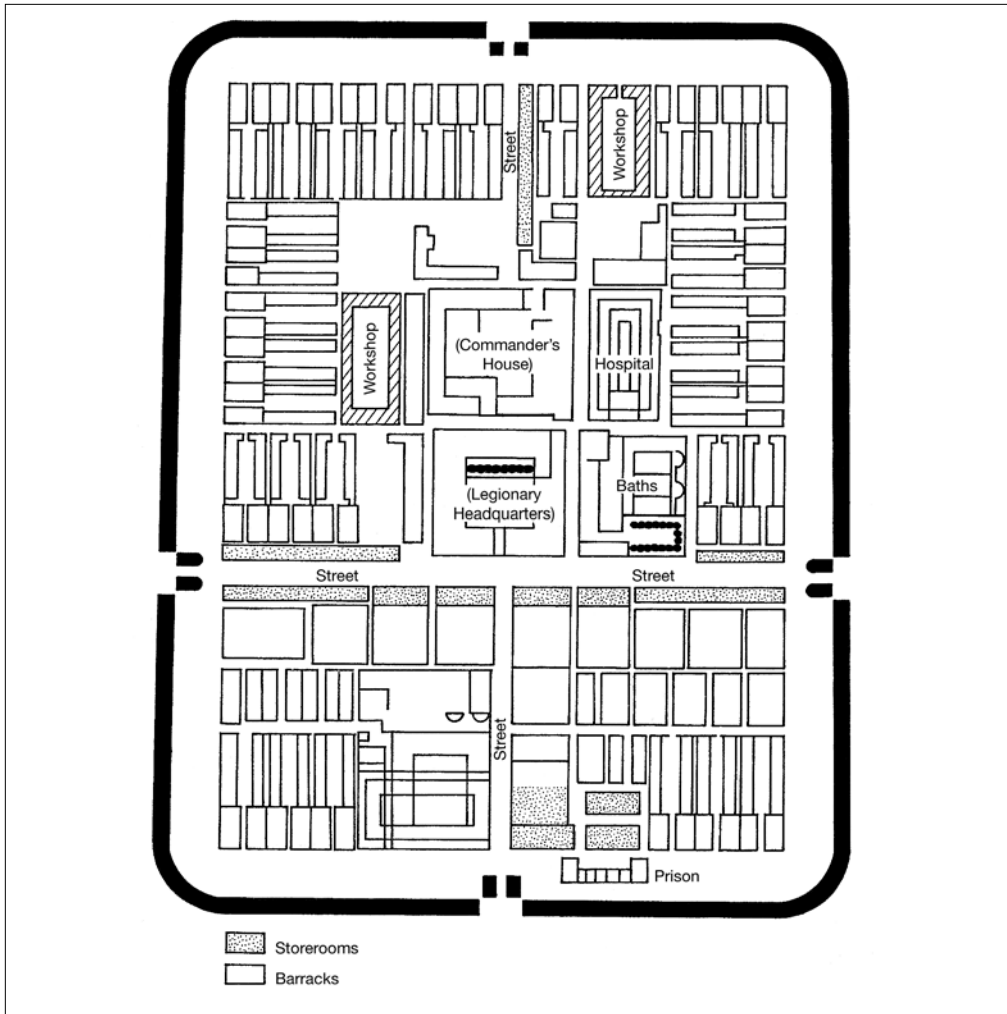 Street
Workshop
Workshop
(Commander's
House)
Hospital
(Legionary
Headquarters)
Baths
Street
Street
Street
Prison
Storerooms
Barracks